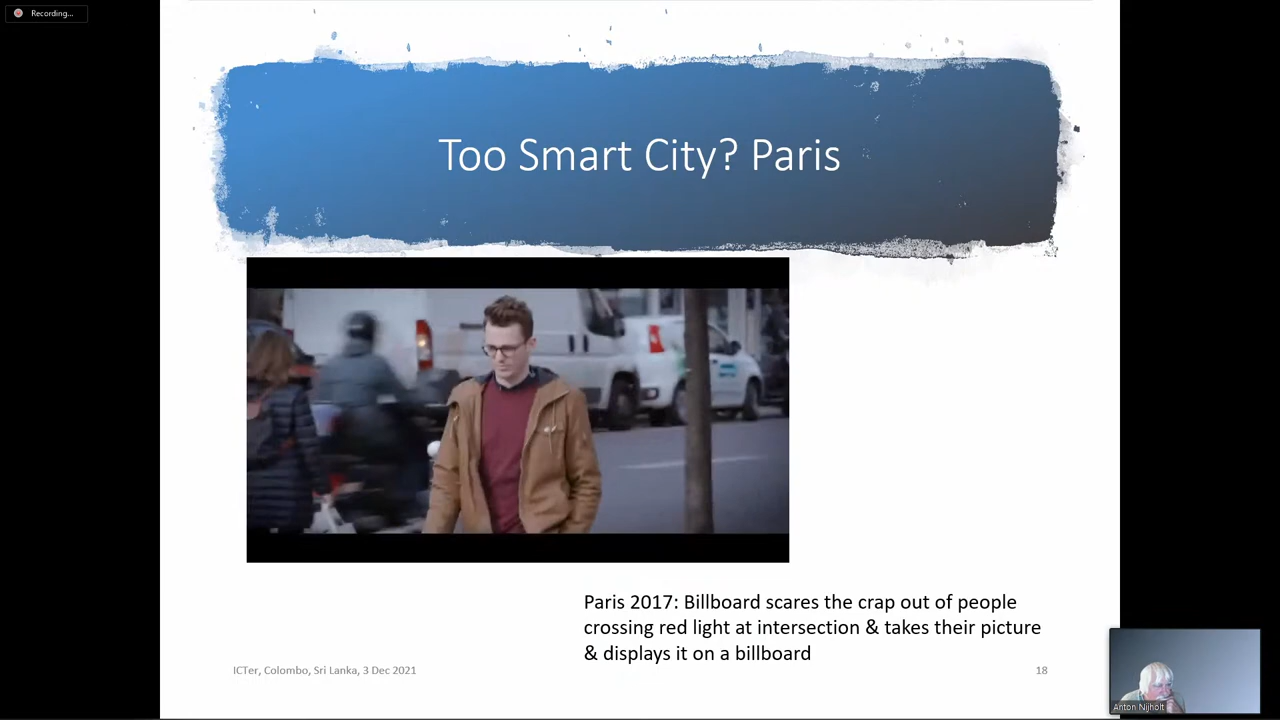 Recording...
Too Smart City? Paris
Paris 2017: Billboard scares the crap out of people
crossing red light at intersection & takes their picture
& displays it on a billboard
ICTer, Colombo, Sri Lanka, 3 Dec 2021
18
Anton Nijholt